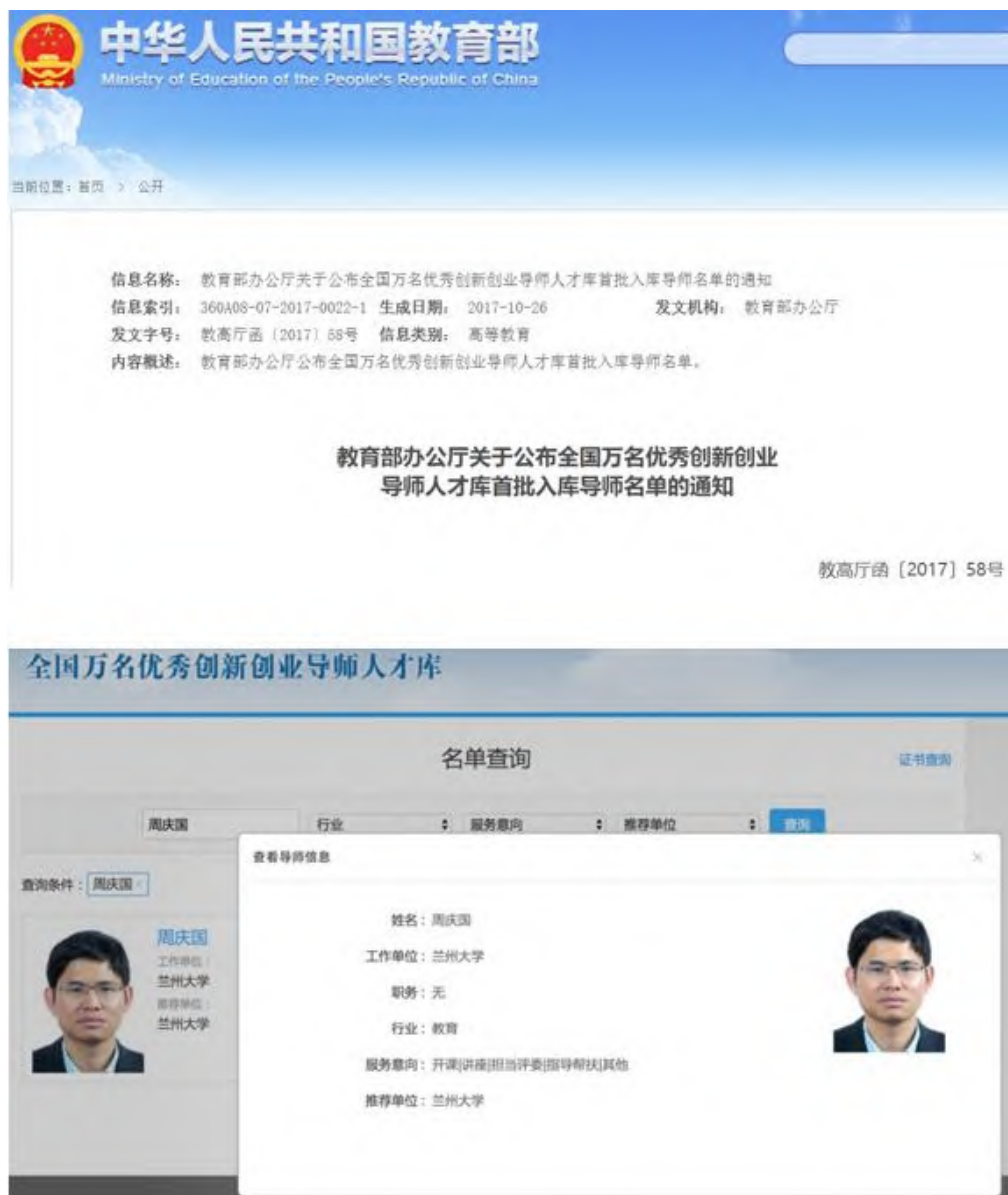 中华人民共和国教育部
Ministry of Education of the People's Republic of China
当前位置：首页 > 公开
信息名称： 教育部办公厅关于公布全国万名优秀创新创业导师人才库首批入库导师名单的通知
信息索引： 360A08-07-2017-0022-1 生成日期： 2017-10-26 发文机构： 教育部办公厅
发文字号： 教高厅函〔2017〕58号 信息类别： 高等教育
内容概述： 教育部办公厅公布全国万名优秀创新创业导师人才库首批入库导师名单。
教育部办公厅关于公布全国万名优秀创新创业
导师人才库首批入库导师名单的通知
教高厅函〔2017〕58号
全国万名优秀创新创业导师人才库
名单查询 证书查询
周庆国 行业 服务意向 推荐单位 查询
查看导师信息 ×
查询条件： 周庆国 ×
周庆国
工作单位：
兰州大学
推荐单位：
兰州大学
姓名：周庆国
工作单位：兰州大学
职务：无
行业：教育
服务意向：开课|讲座|担当评委|指导帮扶|其他
推荐单位：兰州大学